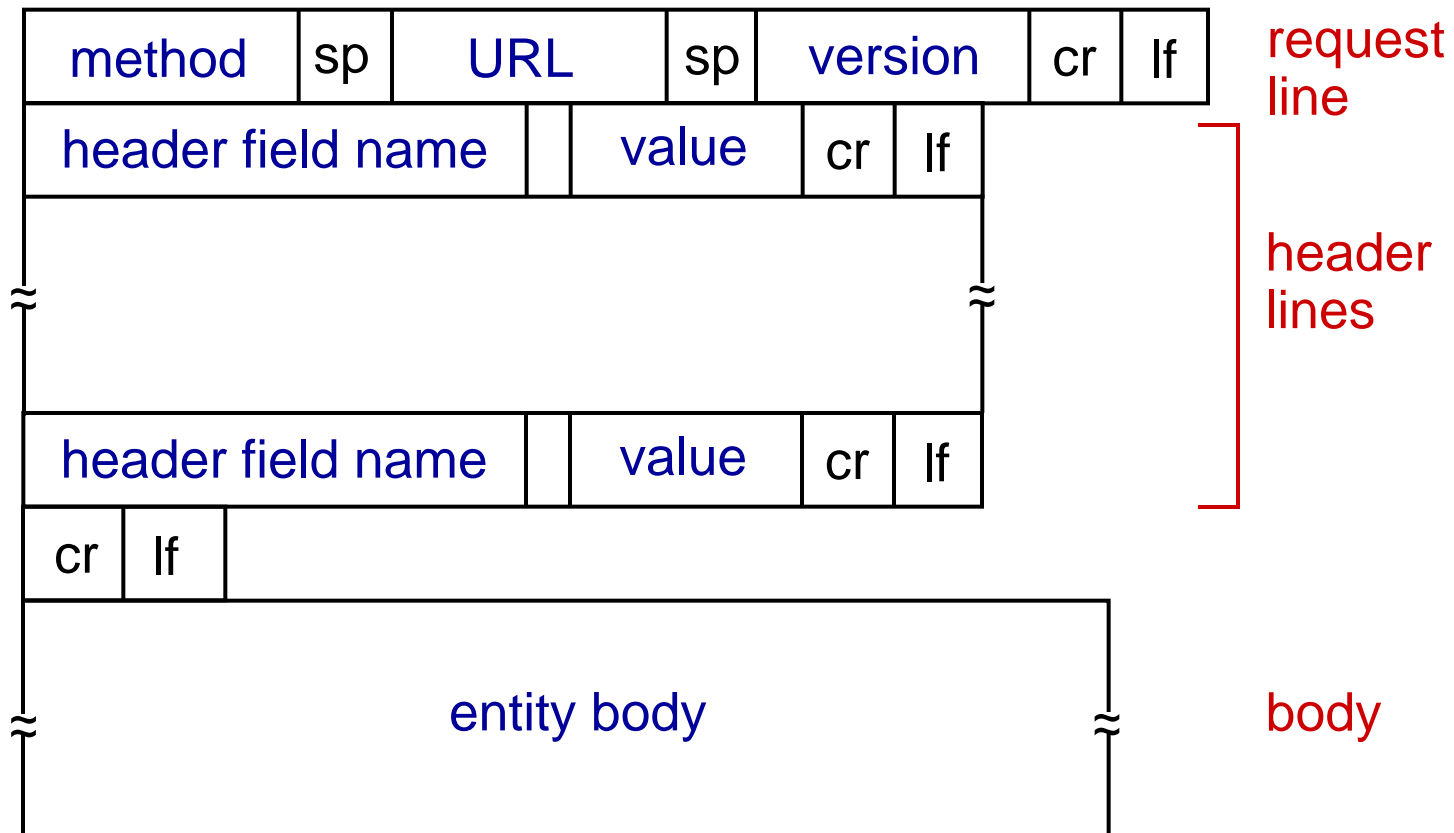 method sp URL sp version cr lf
request
line
header field name value cr lf
header
lines
≈ ≈
header field name value cr lf
cr lf
≈ entity body ≈
body